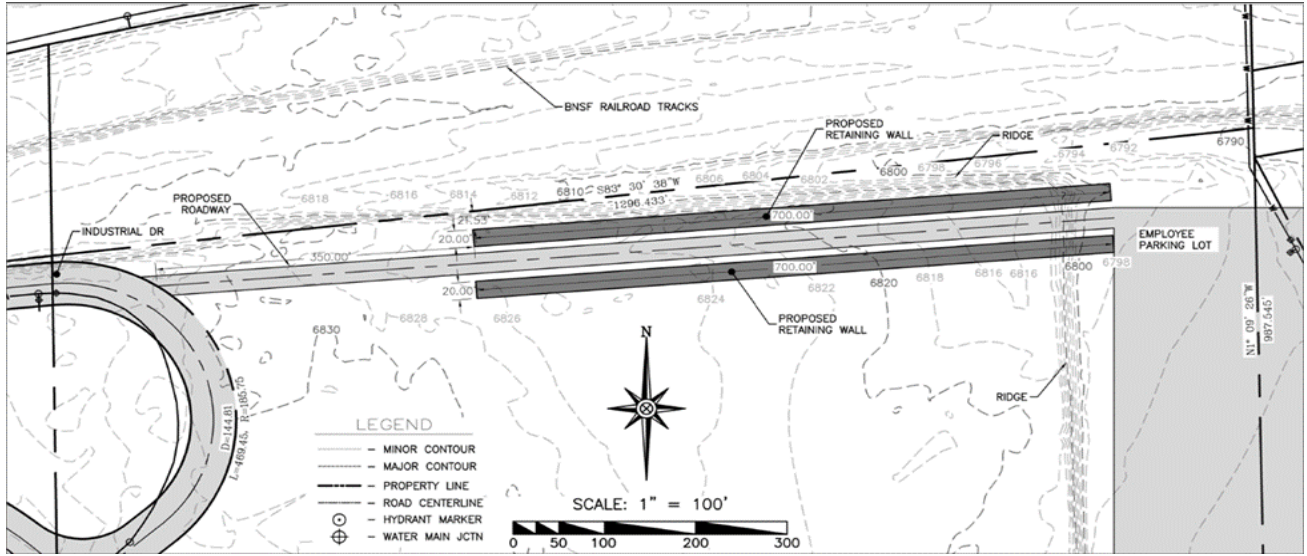 BNSF RAILROAD TRACKS
PROPOSED
RETAINING WALL
RIDGE
6790
6792
6794
6796
6798
6800
6802
6804
6806
6810
S83° 30' 38"W
1296.433'
6812
6814
6816
6818
PROPOSED
ROADWAY
INDUSTRIAL DR
21.53'
20.00'
350.00'
20.00'
700.00'
700.00'
EMPLOYEE
PARKING LOT
6798
6800
6816
6816
6818
6820
6822
6824
6826
6828
6830
PROPOSED
RETAINING WALL
N1° 09' 26"W
987.545'
RIDGE
N
D=144.81
L=469.45, R=185.75
LEGEND
– MINOR CONTOUR
– MAJOR CONTOUR
– PROPERTY LINE
– ROAD CENTERLINE
– HYDRANT MARKER
– WATER MAIN JCTN
SCALE: 1" = 100'
0 50 100 200 300